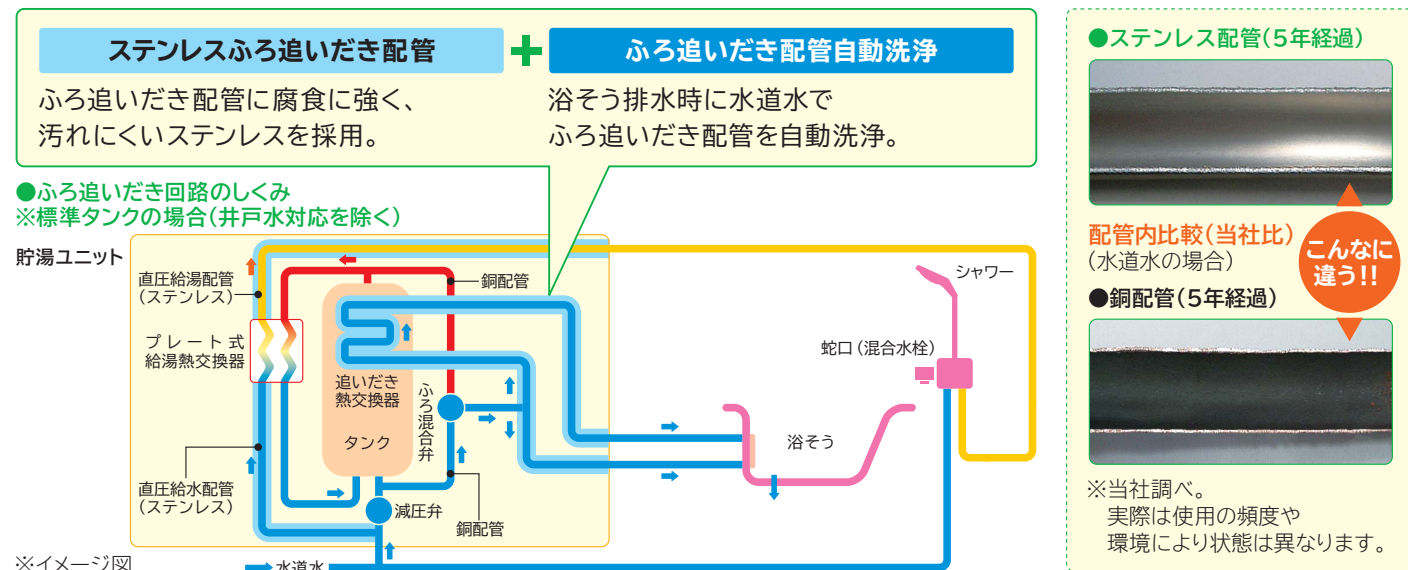 ステンレスふろ追いだき配管
ふろ追いだき配管自動洗浄
ふろ追いだき配管に腐食に強く、
汚れにくいステンレスを採用。
浴そう排水時に水道水で
ふろ追いだき配管を自動洗浄。
●ふろ追いだき回路のしくみ
※標準タンクの場合(井戸水対応を除く)
貯湯ユニット
直圧給湯配管
(ステンレス)
銅配管
プレート式
給湯熱交換器
追いだき
熱交換器
ふろ混合弁
タンク
直圧給水配管
(ステンレス)
減圧弁
銅配管
シャワー
蛇口(混合水栓)
浴そう
※イメージ図
水道水
●ステンレス配管(5年経過)
配管内比較(当社比)
(水道水の場合)
こんなに
違う!!
●銅配管(5年経過)
※当社調べ。
実際は使用の頻度や
環境により状態は異なります。